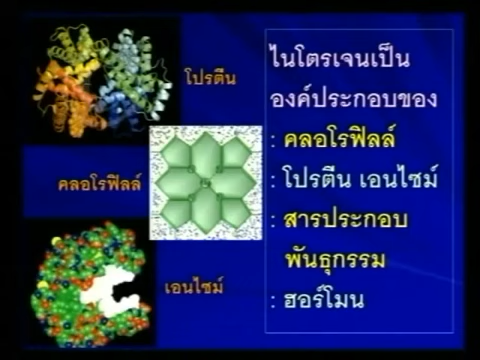 โปรตีน
คลอโรฟิลล์
เอนไซม์
ไนโตรเจนเป็น
องค์ประกอบของ
: คลอโรฟิลล์
: โปรตีน เอนไซม์
: สารประกอบ
พันธุกรรม
: ฮอร์โมน